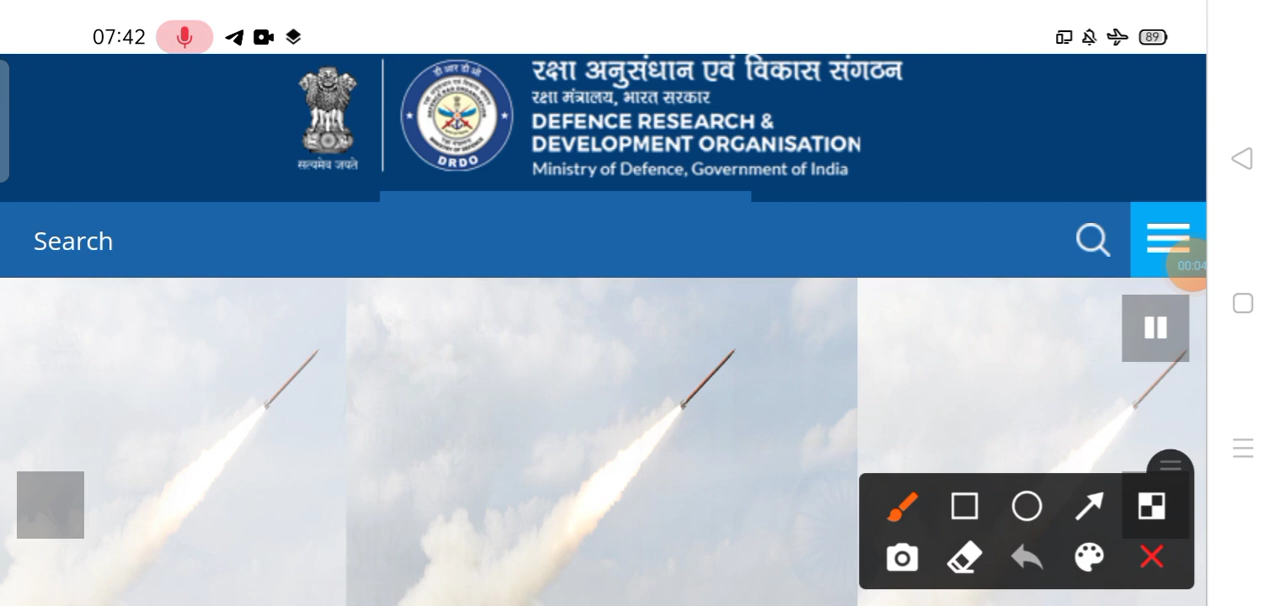 07:42
89
रक्षा अनुसंधान एवं विकास संगठन
रक्षा मंत्रालय, भारत सरकार
DEFENCE RESEARCH &
DEVELOPMENT ORGANISATION
Ministry of Defence, Government of India
सत्यमेव जयते
डी आर डी ओ
DRDO
Search
00:04